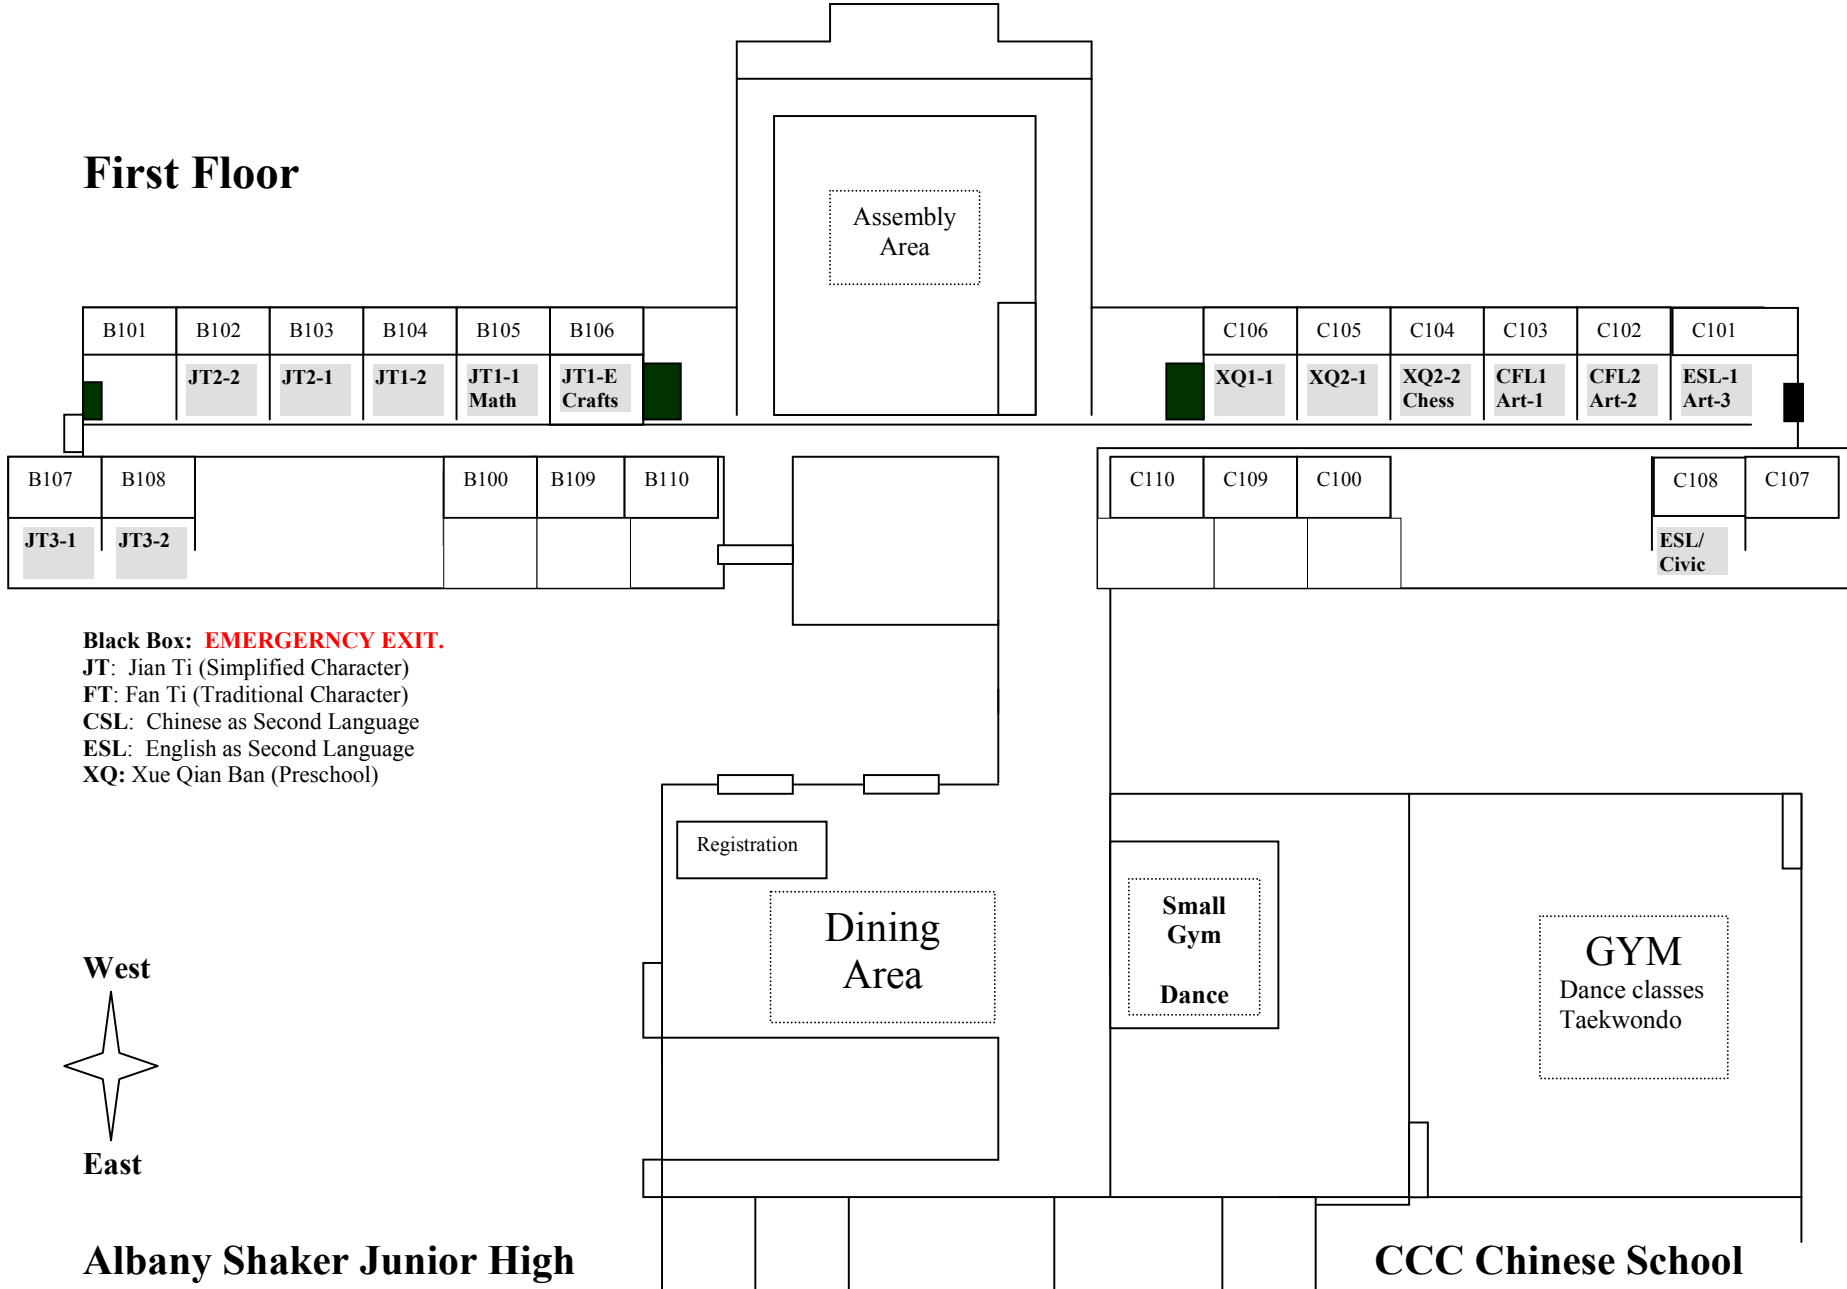 First Floor
Assembly
Area
B101 B102 B103 B104 B105 B106
C106 C105 C104 C103 C102 C101
JT2-2 JT2-1 JT1-2 JT1-1 JT1-E
Math Crafts
XQ1-1 XQ2-1 XQ2-2 CFL1 CFL2 ESL-1
Chess Art-1 Art-2 Art-3
B107 B108 B100 B109 B110
C110 C109 C100 C108 C107
JT3-1 JT3-2
ESL/
Civic
Black Box: EMERGERNCY EXIT.
JT: Jian Ti (Simplified Character)
FT: Fan Ti (Traditional Character)
CSL: Chinese as Second Language
ESL: English as Second Language
XQ: Xue Qian Ban (Preschool)
Registration
Dining
Area
Small
Gym
Dance
GYM
Dance classes
Taekwondo
West
East
Albany Shaker Junior High
CCC Chinese School